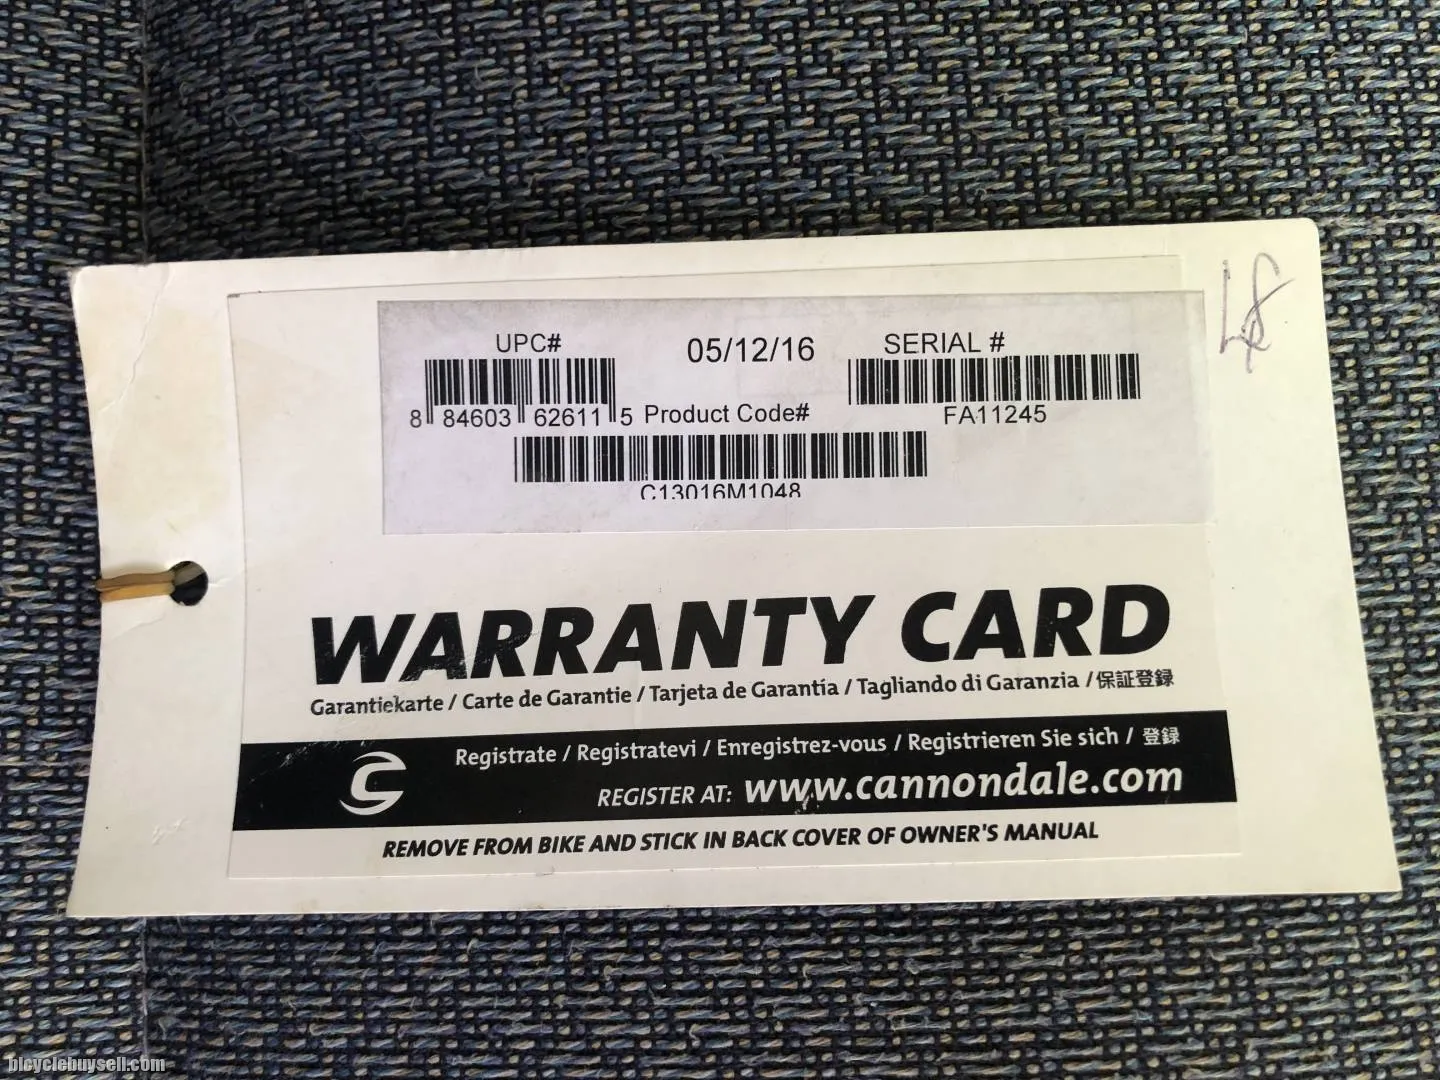 48
UPC# 05/12/16 SERIAL #
8 84603 62611 5 Product Code# FA11245
C13016M1048
WARRANTY CARD
Garantiekarte / Carte de Garantie / Tarjeta de Garantía / Tagliando di Garanzia / 保証登録
Registrate / Registratevi / Enregistrez-vous / Registrieren Sie sich / 登録
REGISTER AT: www.cannondale.com
REMOVE FROM BIKE AND STICK IN BACK COVER OF OWNER'S MANUAL
bicyclebuysell.com